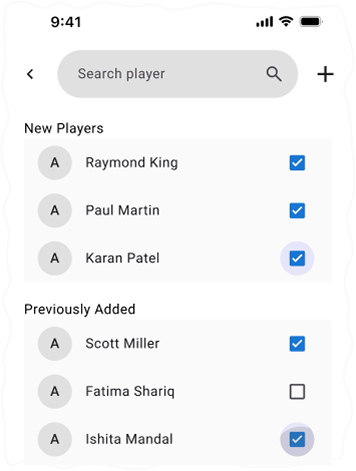 9:41
Search player
New Players
A Raymond King
A Paul Martin
A Karan Patel
Previously Added
A Scott Miller
A Fatima Shariq
A Ishita Mandal